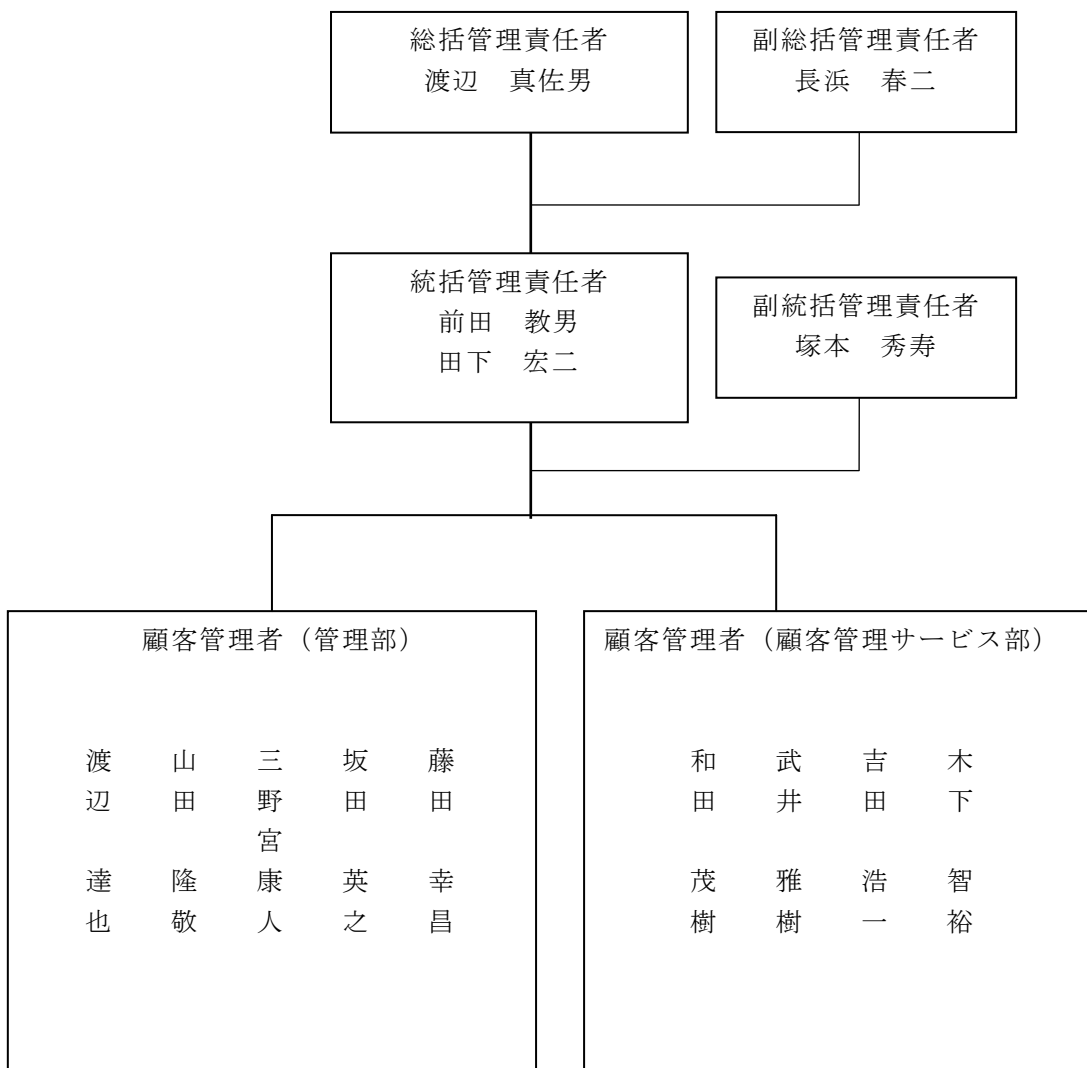 総括管理責任者
渡辺　真佐男
副総括管理責任者
長浜　春二
統括管理責任者
前田　教男
田下　宏二
副統括管理責任者
塚本　秀寿
顧客管理者（管理部）
藤田　幸昌
坂田　英之
三野宮　康人
山田　隆敬
渡辺　達也
顧客管理者（顧客管理サービス部）
木下　智裕
吉田　浩一
武井　雅樹
和田　茂樹